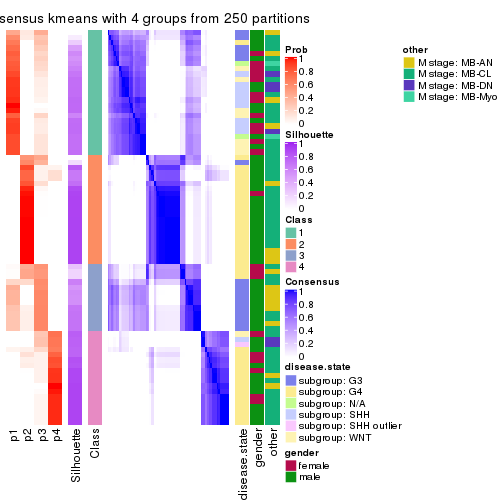 sensus kmeans with 4 groups from 250 partitions
Prob
1
0.8
0.6
0.4
0.2
0
Silhouette
1
0.8
0.6
0.4
0.2
0
Class
1
2
3
4
Consensus
1
0.8
0.6
0.4
0.2
0
disease.state
subgroup: G3
subgroup: G4
subgroup: N/A
subgroup: SHH
subgroup: SHH outlier
subgroup: WNT
gender
female
male
other
M stage: MB-AN
M stage: MB-CL
M stage: MB-DN
M stage: MB-Myo
p1
p2
p3
p4
Silhouette
Class
disease.state
gender
other